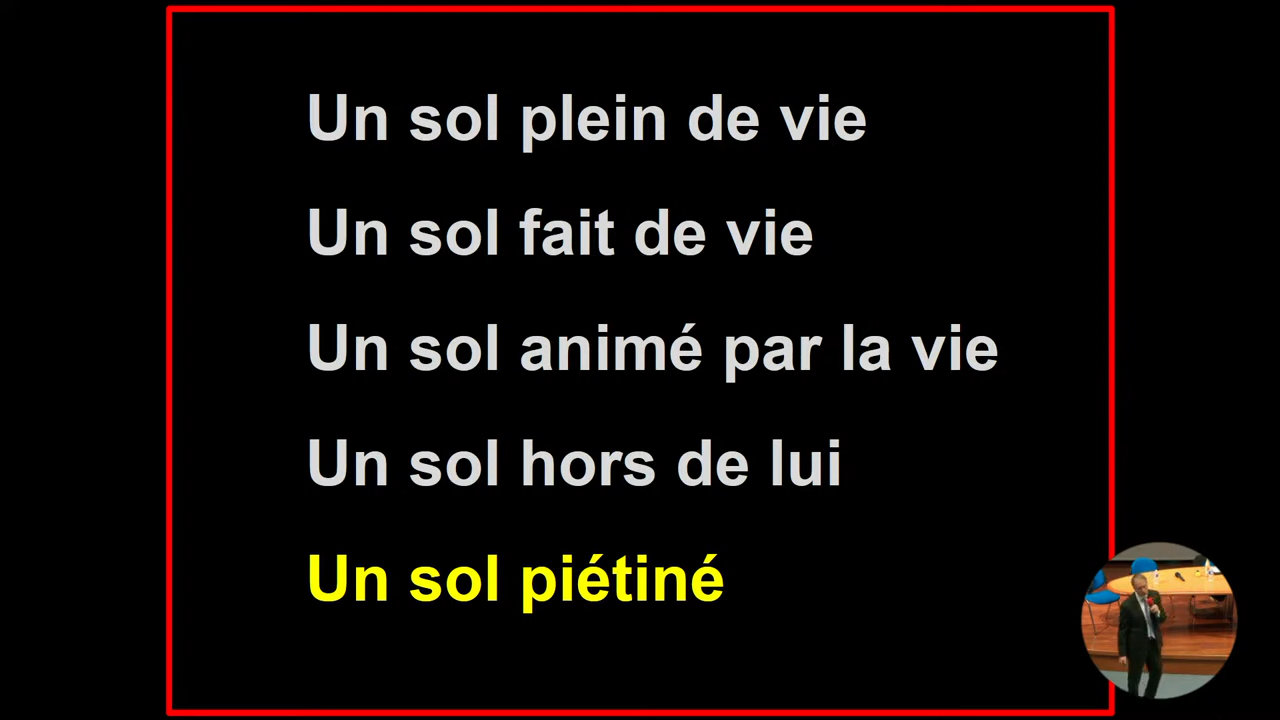 Un sol plein de vie
Un sol fait de vie
Un sol animé par la vie
Un sol hors de lui
Un sol piétiné